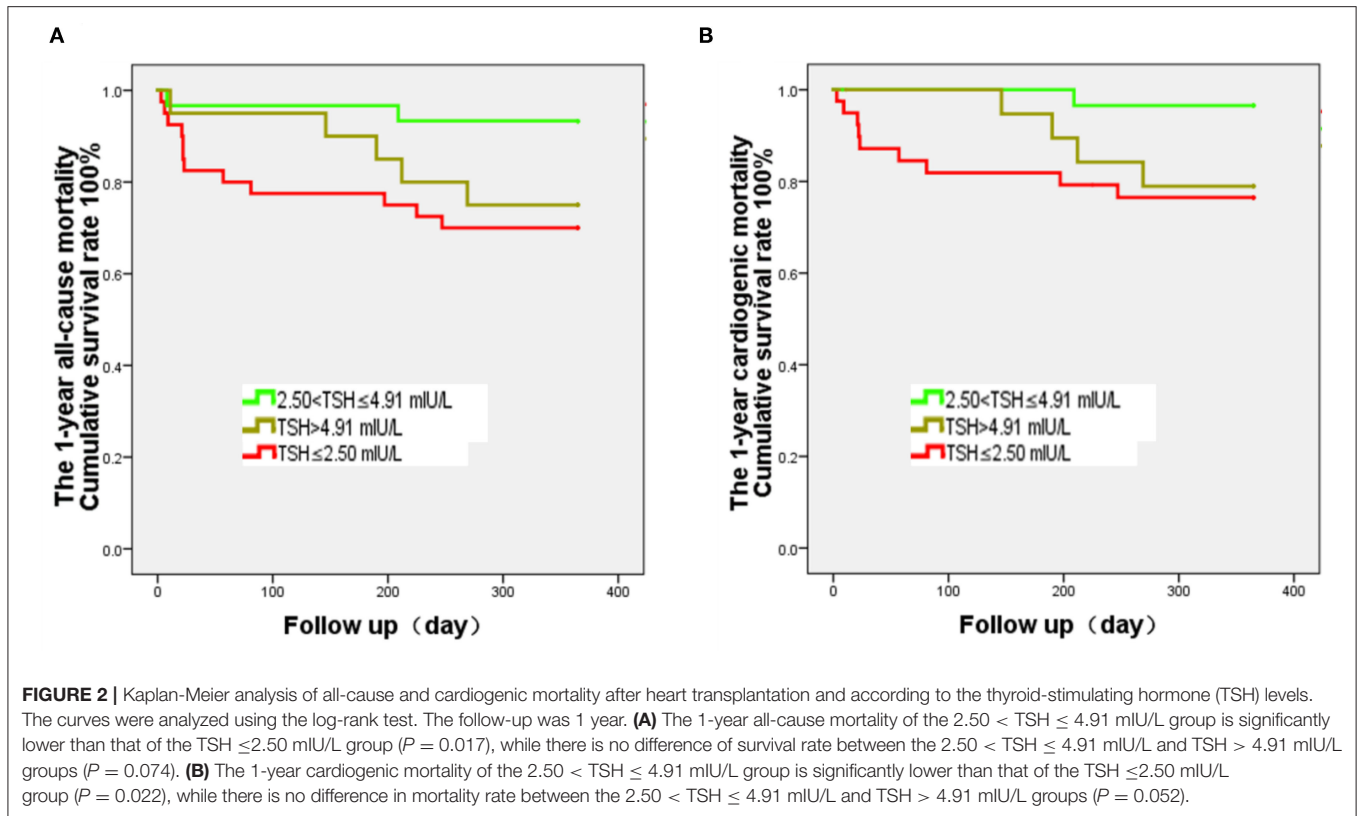 A
The 1-year all-cause mortality
Cumulative survival rate 100%
1.0
0.8
0.6
0.4
0.2
0.0
2.50<TSH≤4.91 mIU/L
TSH>4.91 mIU/L
TSH≤2.50 mIU/L
0 100 200 300 400
Follow up（day）
B
The 1-year cardiogenic mortality
Cumulative survival rate 100%
1.0
0.8
0.6
0.4
0.2
0.0
2.50<TSH≤4.91 mIU/L
TSH>4.91 mIU/L
TSH≤2.50 mIU/L
0 100 200 300 400
Follow up（day）
FIGURE 2 | Kaplan-Meier analysis of all-cause and cardiogenic mortality after heart transplantation and according to the thyroid-stimulating hormone (TSH) levels.
The curves were analyzed using the log-rank test. The follow-up was 1 year. (A) The 1-year all-cause mortality of the 2.50 < TSH ≤ 4.91 mIU/L group is significantly
lower than that of the TSH ≤2.50 mIU/L group (P = 0.017), while there is no difference of survival rate between the 2.50 < TSH ≤ 4.91 mIU/L and TSH > 4.91 mIU/L
groups (P = 0.074). (B) The 1-year cardiogenic mortality of the 2.50 < TSH ≤ 4.91 mIU/L group is significantly lower than that of the TSH ≤2.50 mIU/L
group (P = 0.022), while there is no difference in mortality rate between the 2.50 < TSH ≤ 4.91 mIU/L and TSH > 4.91 mIU/L groups (P = 0.052).